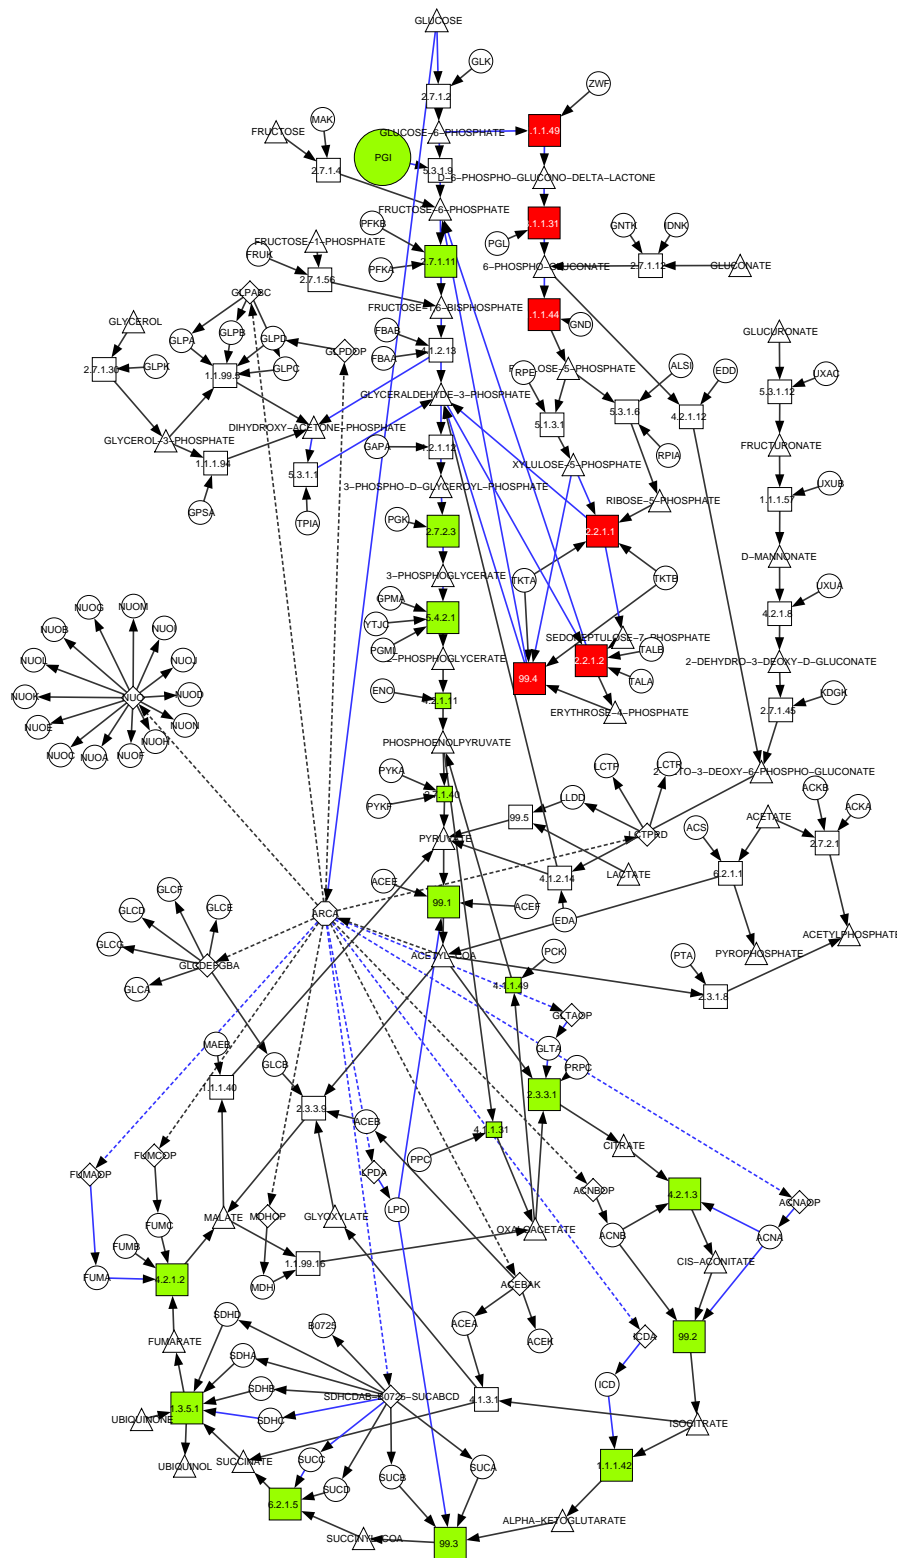 GLUCOSE
GLK
2.7.1.2
ZWF
MAK
FRUCTOSE
GLUCOSE-6-PHOSPHATE
.1.1.49
PGI
2.7.1.4
5.3.1.9
D-6-PHOSPHO-GLUCONO-DELTA-LACTONE
FRUCTOSE-6-PHOSPHATE
PFKB
.1.1.31
PGL
GNTK
IDNK
FRUCTOSE-1-PHOSPHATE
FRUK
PFKA
2.7.1.11
2.7.1.56
6-PHOSPHO-GLUCONATE
2.7.1.12
GLUCONATE
GLPABC
FRUCTOSE-1,6-BISPHOSPHATE
.1.1.44
GND
GLYCEROL
GLPA
GLPB
GLPD
GLPDOP
FBAB
FBAA
4.1.2.13
GLUCURONATE
2.7.1.30
GLPK
1.1.99.5
GLPC
RPE
ALSI
EDD
5.3.1.12
UXAC
GLYCERALDEHYDE-3-PHOSPHATE
5.1.3.1
5.3.1.6
4.2.1.12
GLYCEROL-3-PHOSPHATE
DIHYDROXY-ACETONE-PHOSPHATE
GAPA
RPIA
FRUCTURONATE
1.1.1.94
5.3.1.1
XYLULOSE-5-PHOSPHATE
3-PHOSPHO-D-GLYCEROYL-PHOSPHATE
RIBOSE-5-PHOSPHATE
1.1.1.57
UXUB
GPSA
TPIA
PGK
2.7.2.3
2.2.1.1
D-MANNONATE
3-PHOSPHOGLYCERATE
TKTA
TKTB
GPMA
YTJC
PGML
5.4.2.1
4.2.1.8
UXUA
NUOG
NUOM
NUOB
NUOI
NUOL
NUOJ
NUOK
NUO
NUOD
NUOE
NUON
NUOC
NUOA
NUOF
NUOH
2-PHOSPHOGLYCERATE
SEDOHEPTULOSE-7-PHOSPHATE
TALB
2.2.1.2
TALA
99.4
2-DEHYDRO-3-DEOXY-D-GLUCONATE
ENO
4.2.1.11
ERYTHROSE-4-PHOSPHATE
2.7.1.45
KDGK
PHOSPHOENOLPYRUVATE
PYKA
LCTF
LCTR
PYKF
2.7.1.40
LLDD
ACKB
ACKA
99.5
ACS
ACETATE
PYRUVATE
LCTPRD
2.7.2.1
LACTATE
4.1.2.14
6.2.1.1
ACEE
99.1
ACEF
EDA
GLCF
GLCD
GLCE
GLCG
ARCA
ACETYLPHOSPHATE
GLCDEFGBA
GLCA
ACETYL-COA
PCK
PTA
PYROPHOSPHATE
4.1.1.49
2.3.1.8
GLTAOP
MAEB
GLCB
GLTA
PRPC
1.1.1.40
2.3.3.9
2.3.3.1
ACEB
4.1.1.31
PPC
CITRATE
FUMAOP
FUMCOP
LPDA
ACNBOP
4.2.1.3
ACNAOP
LPD
FUMC
MALATE
MDHOP
GLYOXYLATE
OXALOACETATE
ACNB
ACNA
FUMB
FUMA
4.2.1.2
1.1.99.16
MDH
CIS-ACONITATE
ACEBAK
FUMARATE
SDHD
B0725
ACEA
ACEK
ICDA
99.2
SDHA
SDHB
SDHC
1.3.5.1
SDHCDAB-B0725-SUCABCD
4.1.3.1
ICD
UBIQUINONE
ISOCITRATE
UBIQUINOL
SUCCINATE
SUCC
SUCD
SUCB
SUCA
1.1.1.42
6.2.1.5
ALPHA-KETOGLUTARATE
SUCCINYL-COA
99.3